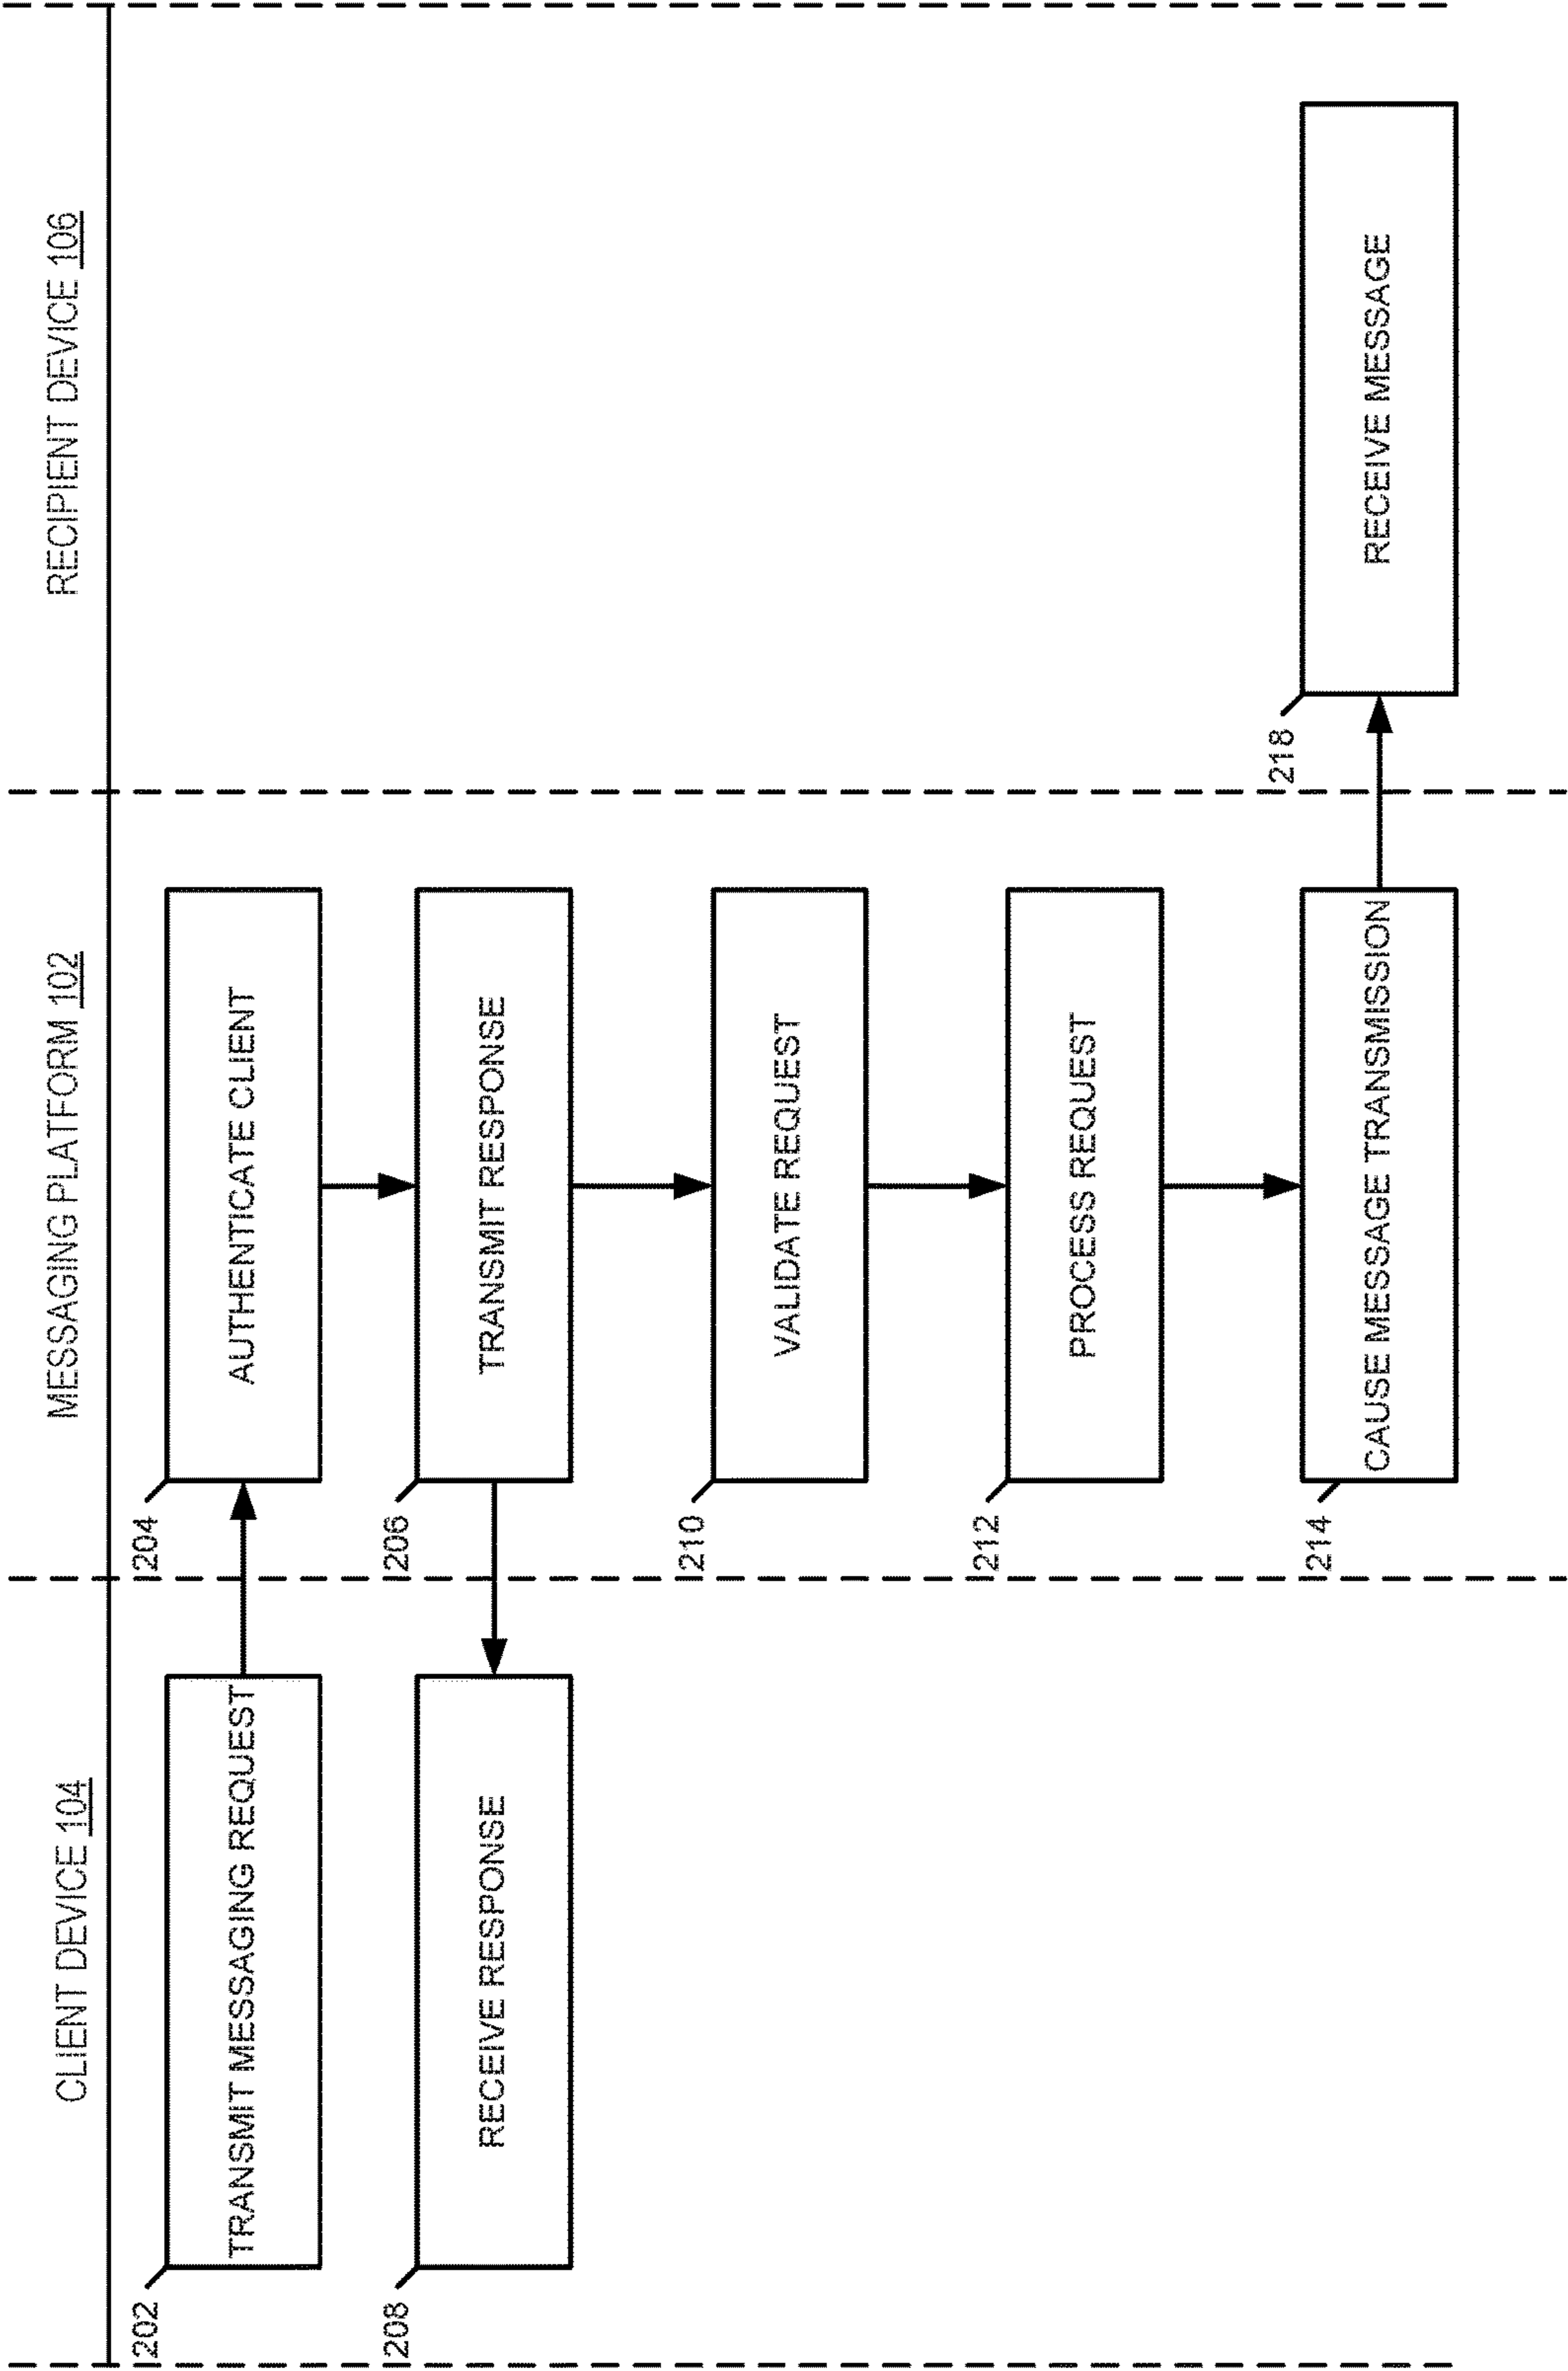 CLIENT DEVICE 104
MESSAGING PLATFORM 102
RECIPIENT DEVICE 106
202
TRANSMIT MESSAGING REQUEST
204
AUTHENTICATE CLIENT
208
RECEIVE RESPONSE
206
TRANSMIT RESPONSE
210
VALIDATE REQUEST
212
PROCESS REQUEST
214
CAUSE MESSAGE TRANSMISSION
218
RECEIVE MESSAGE